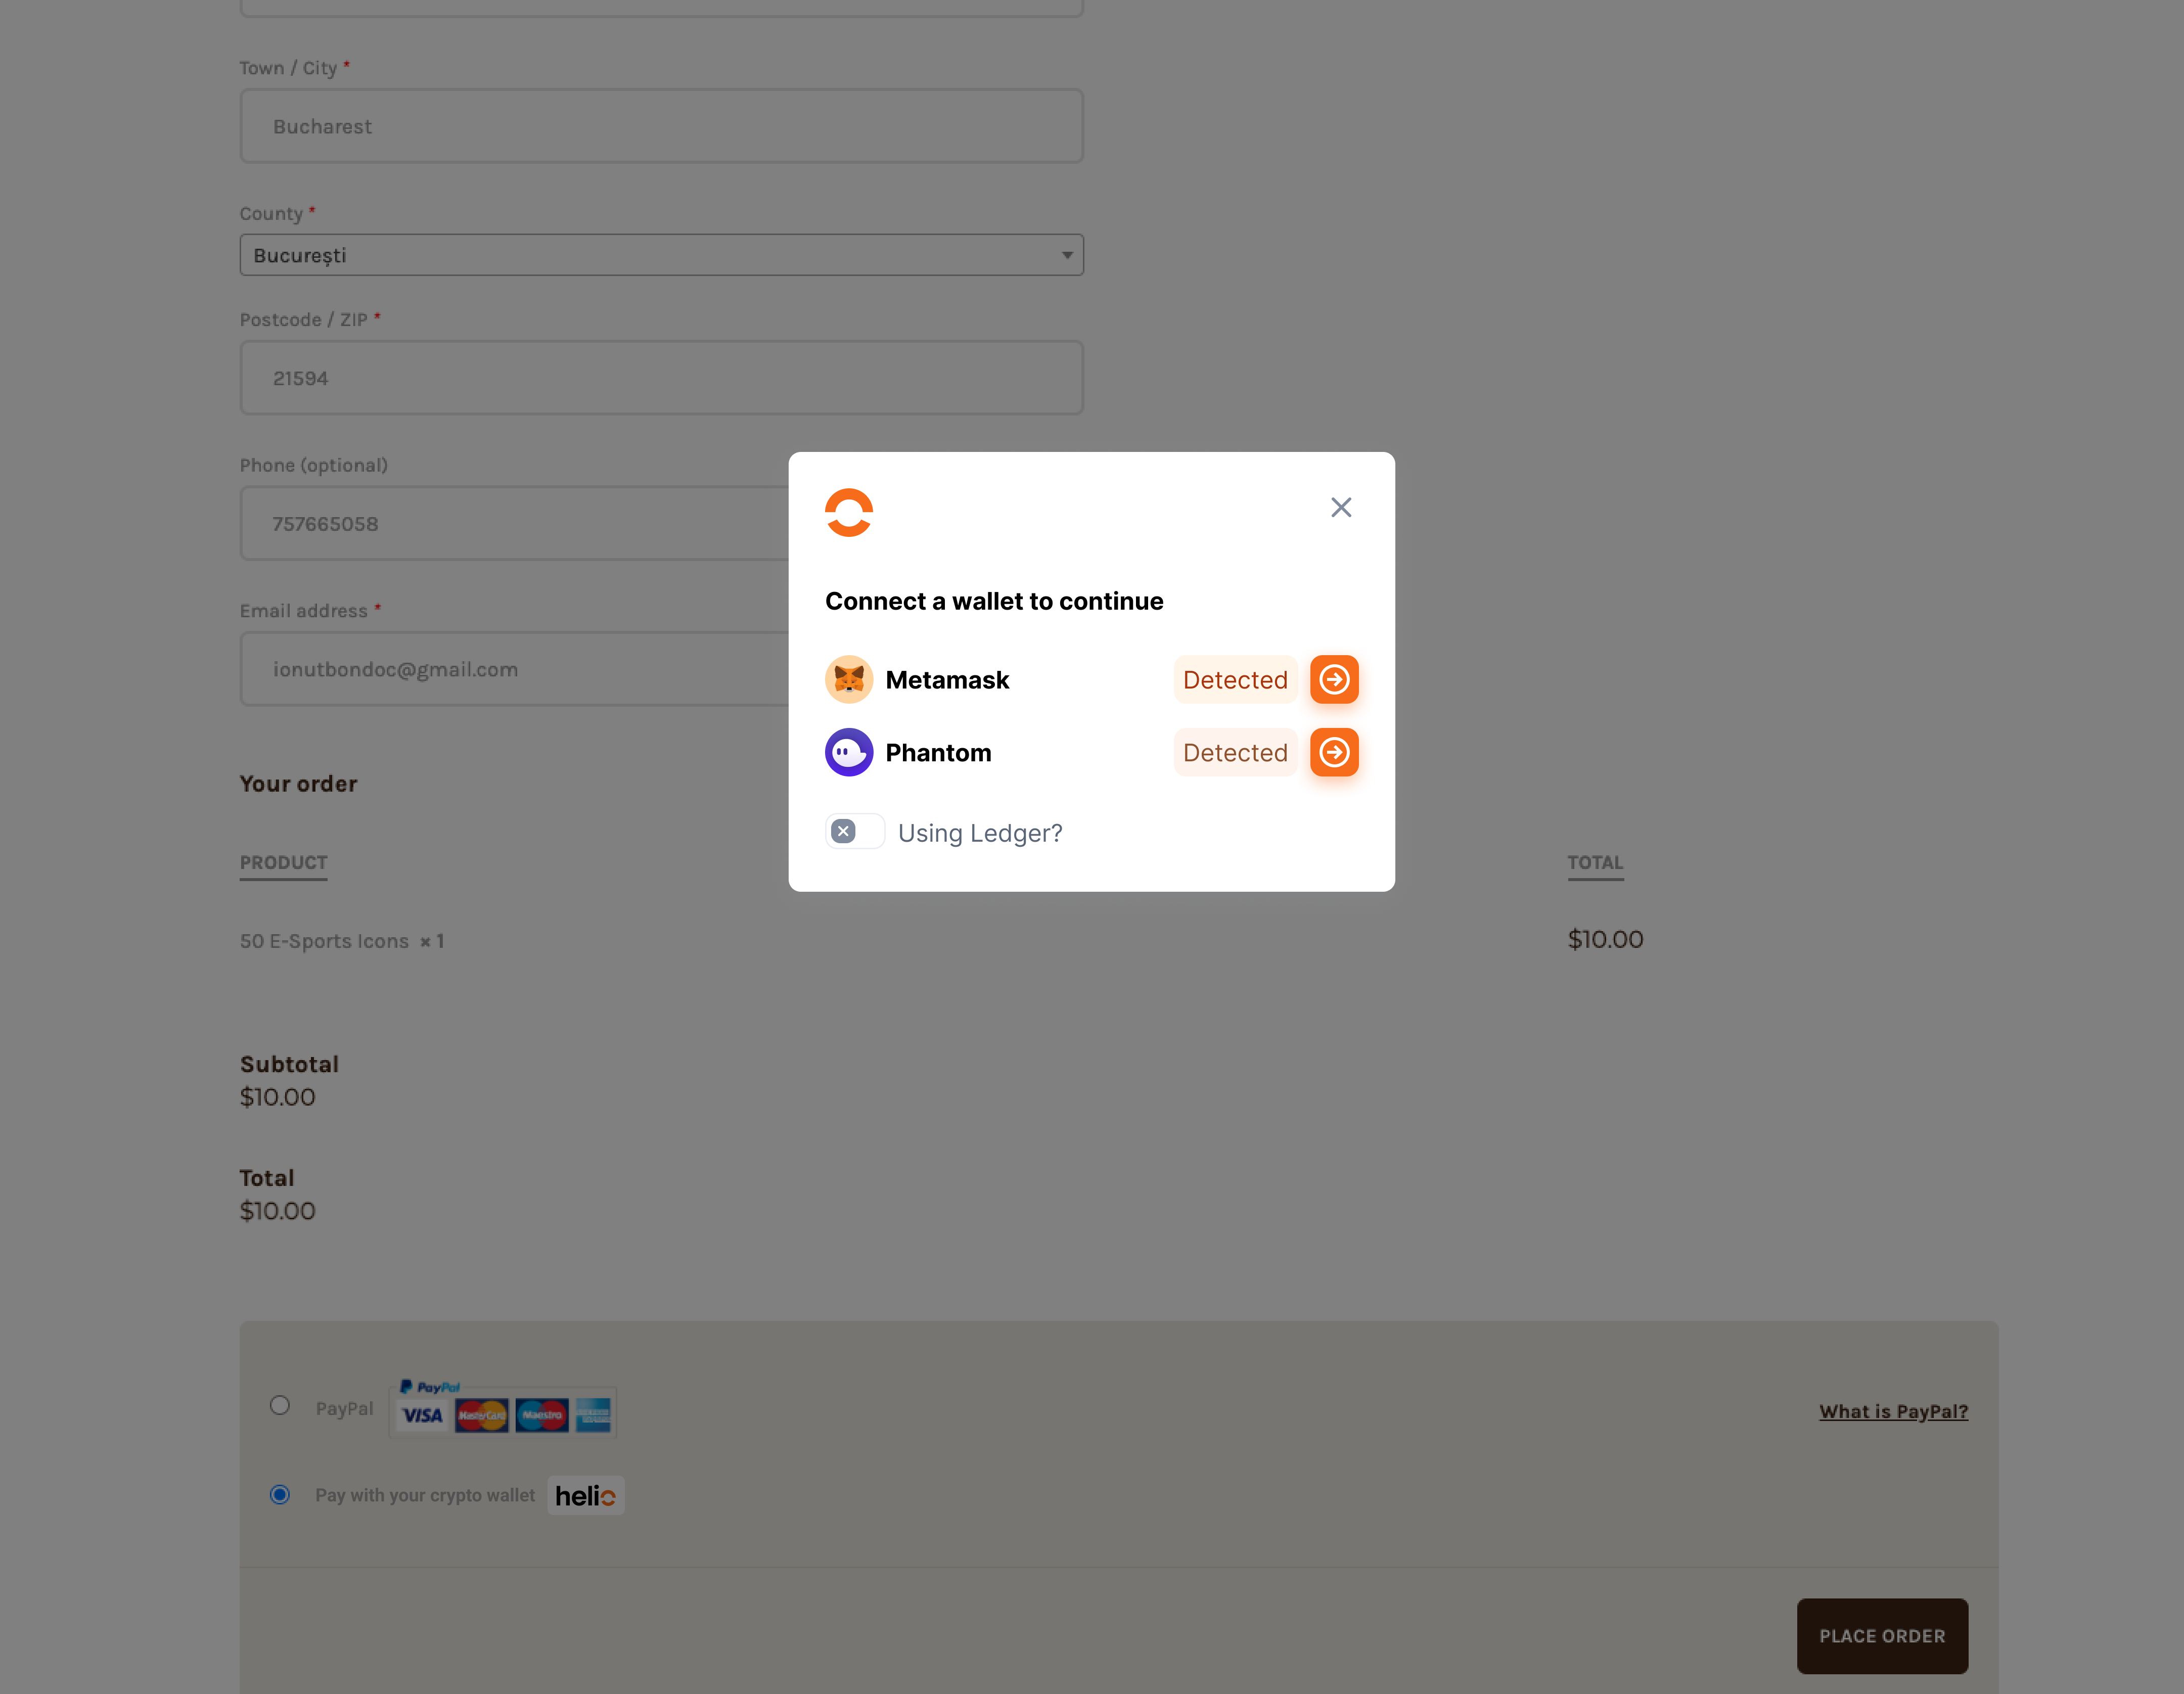 Town / City *
Bucharest
County *
București
Postcode / ZIP *
21594
Phone (optional)
757665058
Email address *
ionutbondoc@gmail.com
Connect a wallet to continue
Metamask Detected
Phantom Detected
Using Ledger?
Your order
PRODUCT TOTAL
50 E-Sports Icons × 1 $10.00
Subtotal
$10.00
Total
$10.00
PayPal PayPal VISA MasterCard Maestro What is PayPal?
Pay with your crypto wallet helio
PLACE ORDER